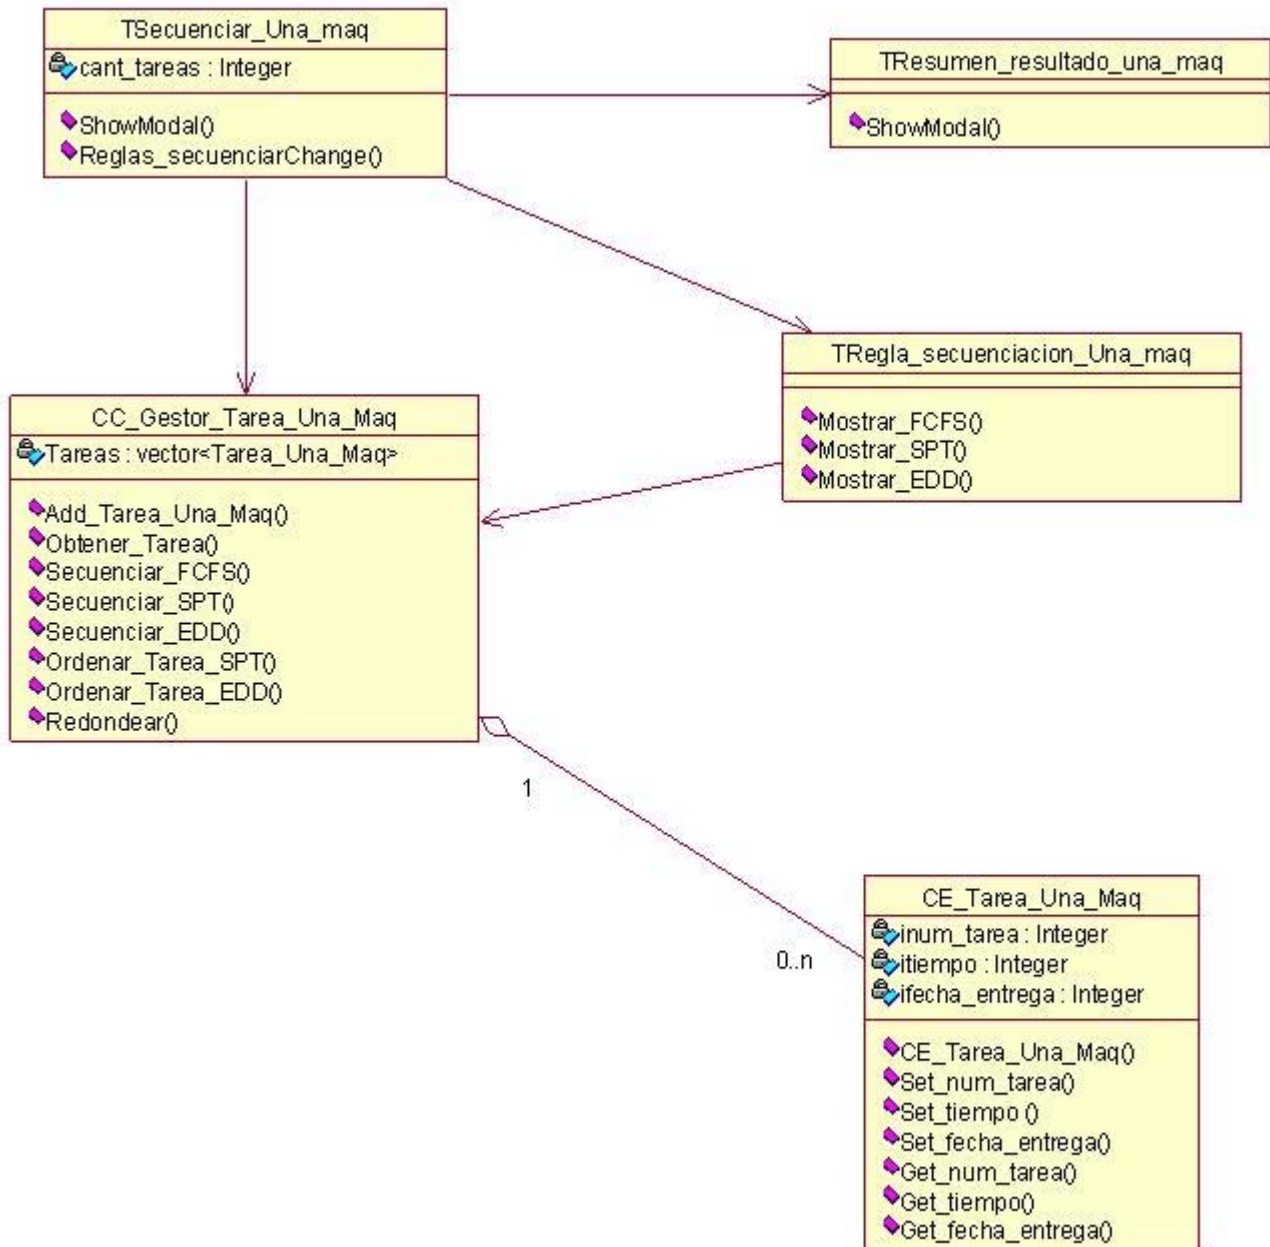 TSecuenciar_Una_maq
cant_tareas : Integer
ShowModal()
Reglas_secuenciarChange()
TResumen_resultado_una_maq
ShowModal()
TRegla_secuenciacion_Una_maq
Mostrar_FCFS()
Mostrar_SPT()
Mostrar_EDD()
CC_Gestor_Tarea_Una_Maq
Tareas : vector<Tarea_Una_Maq>
Add_Tarea_Una_Maq()
Obtener_Tarea()
Secuenciar_FCFS()
Secuenciar_SPT()
Secuenciar_EDD()
Ordenar_Tarea_SPT()
Ordenar_Tarea_EDD()
Redondear()
1
0..n
CE_Tarea_Una_Maq
inum_tarea : Integer
itiempo : Integer
ifecha_entrega : Integer
CE_Tarea_Una_Maq()
Set_num_tarea()
Set_tiempo ()
Set_fecha_entrega()
Get_num_tarea()
Get_tiempo()
Get_fecha_entrega()